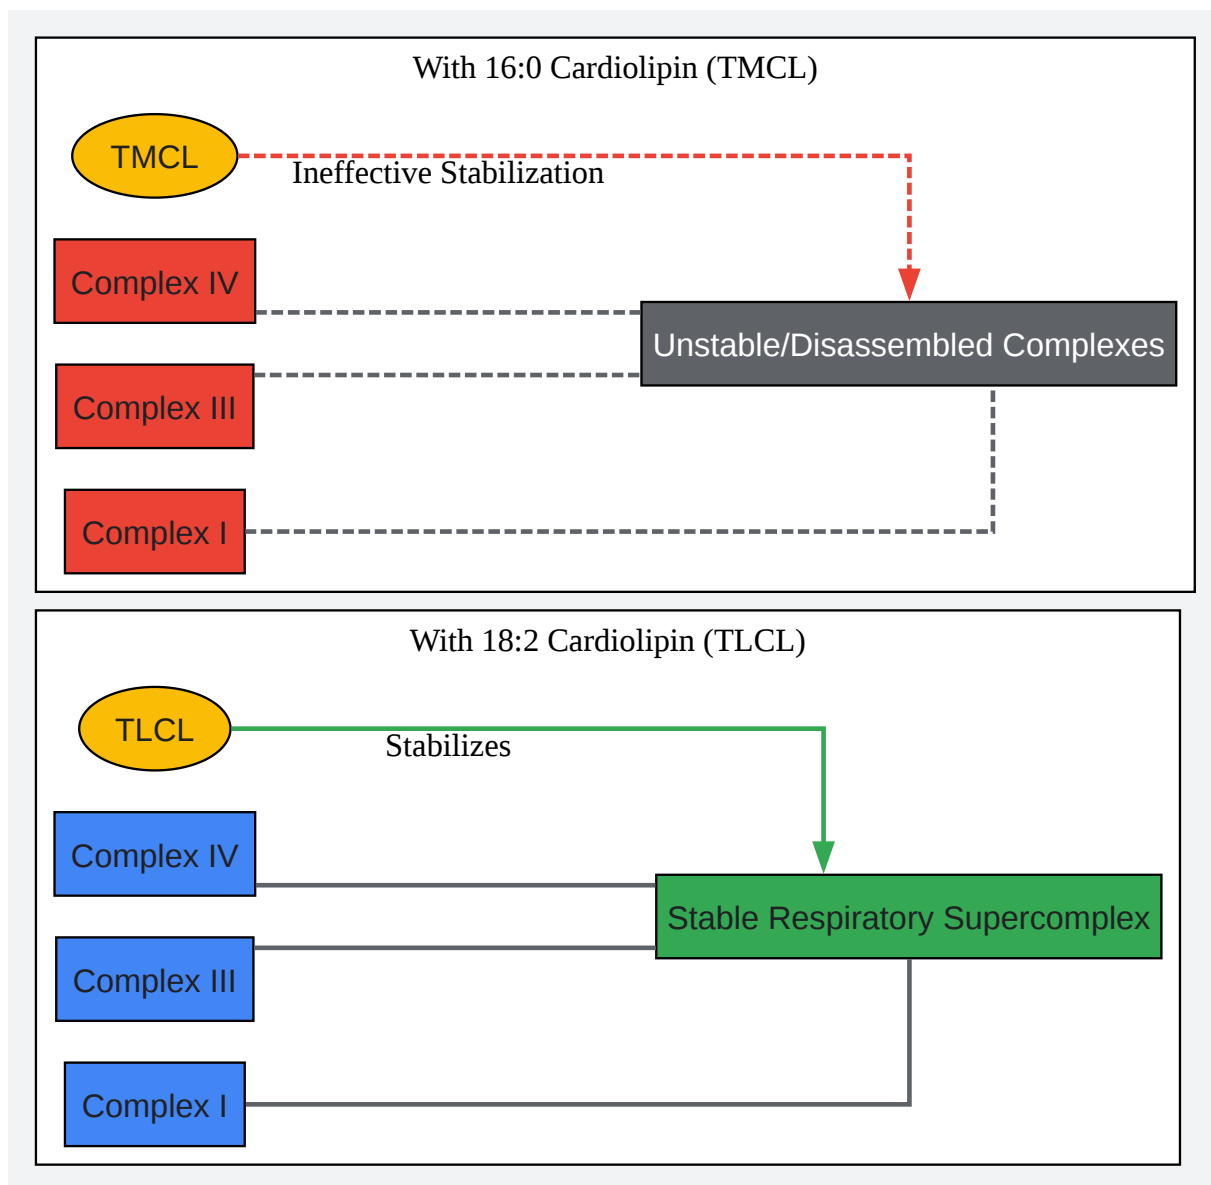 With 16:0 Cardiolipin (TMCL)
TMCL
Ineffective Stabilization
Complex IV
Unstable/Disassembled Complexes
Complex III
Complex I
With 18:2 Cardiolipin (TLCL)
TLCL
Stabilizes
Complex IV
Stable Respiratory Supercomplex
Complex III
Complex I